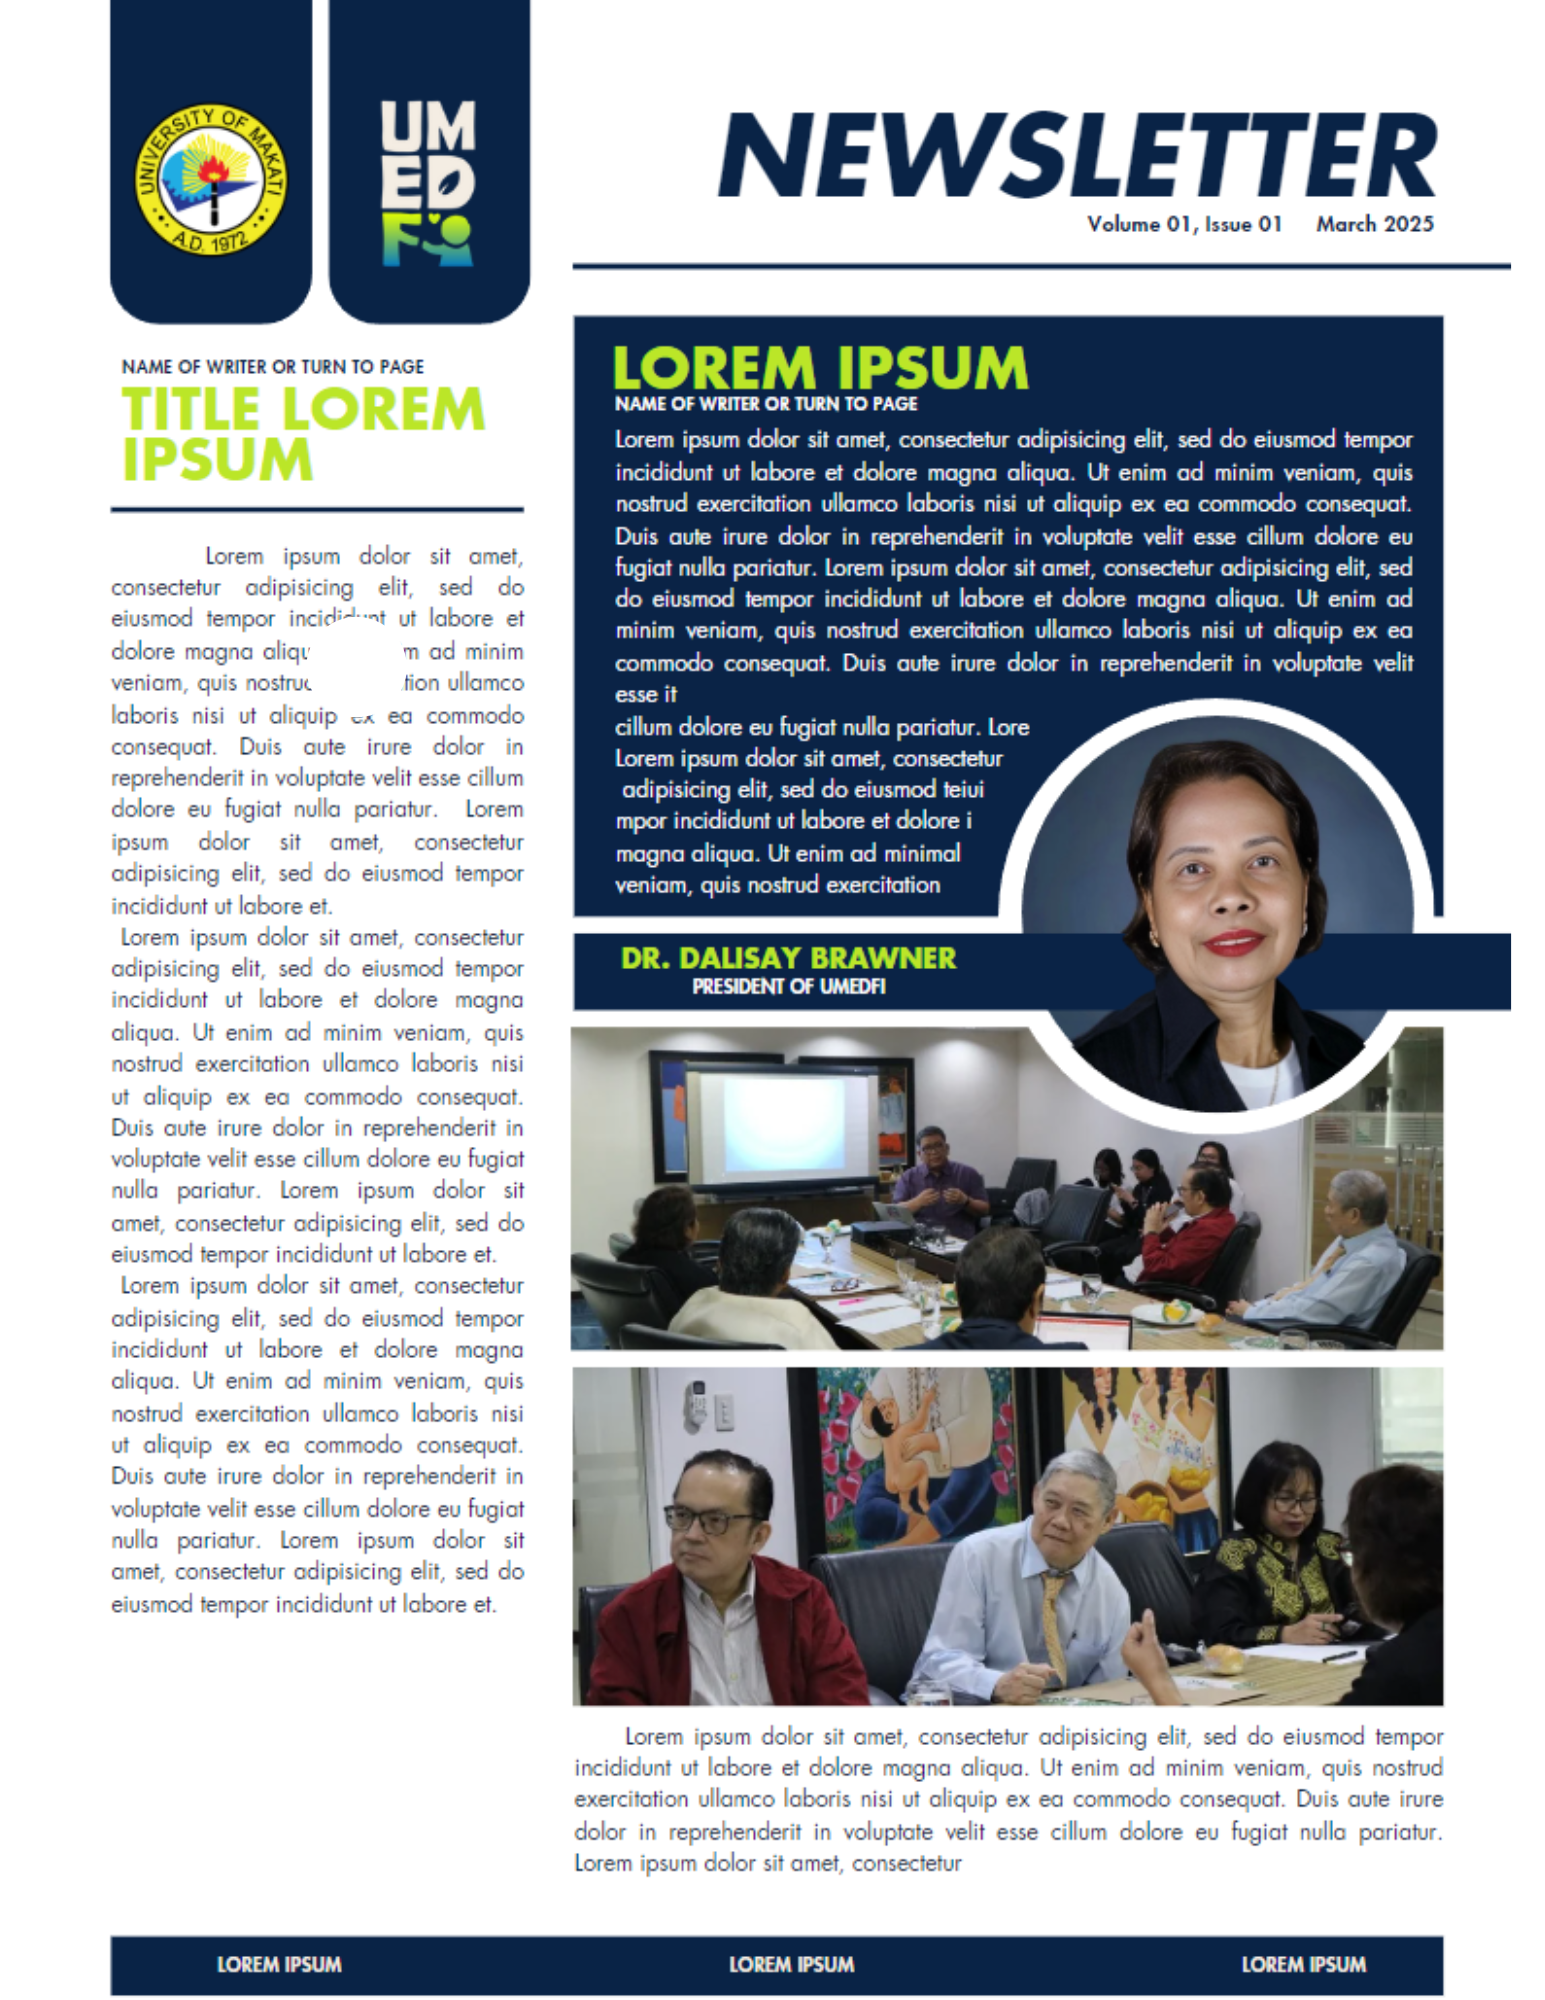 UNIVERSITY OF MAKATI
A.D. 1972
UM
ED
F
NEWSLETTER
Volume 01, Issue 01 March 2025
NAME OF WRITER OR TURN TO PAGE
TITLE LOREM
IPSUM
Lorem ipsum dolor sit amet,
consectetur adipisicing elit, sed do
eiusmod tempor incididunt ut labore et
dolore magna m ad minim
veniam, quis ullamco
laboris nisi ut aliquip ex ea commodo
consequat. Duis aute irure dolor in
reprehenderit in voluptate velit esse cillum
dolore eu fugiat nulla pariatur. Lorem
ipsum dolor sit amet, consectetur
adipisicing elit, sed do eiusmod tempor
incididunt ut labore et.
Lorem ipsum dolor sit amet, consectetur
adipisicing elit, sed do eiusmod tempor
incididunt ut labore et dolore magna
aliqua. Ut enim ad minim veniam, quis
nostrud exercitation ullamco laboris nisi
ut aliquip ex ea commodo consequat.
Duis aute irure dolor in reprehenderit in
voluptate velit esse cillum dolore eu fugiat
nulla pariatur. Lorem ipsum dolor sit
amet, consectetur adipisicing elit, sed do
eiusmod tempor incididunt ut labore et.
Lorem ipsum dolor sit amet, consectetur
adipisicing elit, sed do eiusmod tempor
incididunt ut labore et dolore magna
aliqua. Ut enim ad minim veniam, quis
nostrud exercitation ullamco laboris nisi
ut aliquip ex ea commodo consequat.
Duis aute irure dolor in reprehenderit in
voluptate velit esse cillum dolore eu fugiat
nulla pariatur. Lorem ipsum dolor sit
amet, consectetur adipisicing elit, sed do
eiusmod tempor incididunt ut labore et.
LOREM IPSUM
NAME OF WRITER OR TURN TO PAGE
Lorem ipsum dolor sit amet, consectetur adipisicing elit, sed do eiusmod tempor
incididunt ut labore et dolore magna aliqua. Ut enim ad minim veniam, quis
nostrud exercitation ullamco laboris nisi ut aliquip ex ea commodo consequat.
Duis aute irure dolor in reprehenderit in voluptate velit esse cillum dolore eu
fugiat nulla pariatur. Lorem ipsum dolor sit amet, consectetur adipisicing elit, sed
do eiusmod tempor incididunt ut labore et dolore magna aliqua. Ut enim ad
minim veniam, quis nostrud exercitation ullamco laboris nisi ut aliquip ex ea
commodo consequat. Duis aute irure dolor in reprehenderit in voluptate velit
esse it
cillum dolore eu fugiat nulla pariatur. Lore
Lorem ipsum dolor sit amet, consectetur
adipisicing elit, sed do eiusmod teiui
mpor incididunt ut labore et dolore i
magna aliqua. Ut enim ad minimal
veniam, quis nostrud exercitation
DR. DALISAY BRAWNER
PRESIDENT OF UMEDFI
Lorem ipsum dolor sit amet, consectetur adipisicing elit, sed do eiusmod tempor
incididunt ut labore et dolore magna aliqua. Ut enim ad minim veniam, quis nostrud
exercitation ullamco laboris nisi ut aliquip ex ea commodo consequat. Duis aute irure
dolor in reprehenderit in voluptate velit esse cillum dolore eu fugiat nulla pariatur.
Lorem ipsum dolor sit amet, consectetur
LOREM IPSUM LOREM IPSUM LOREM IPSUM